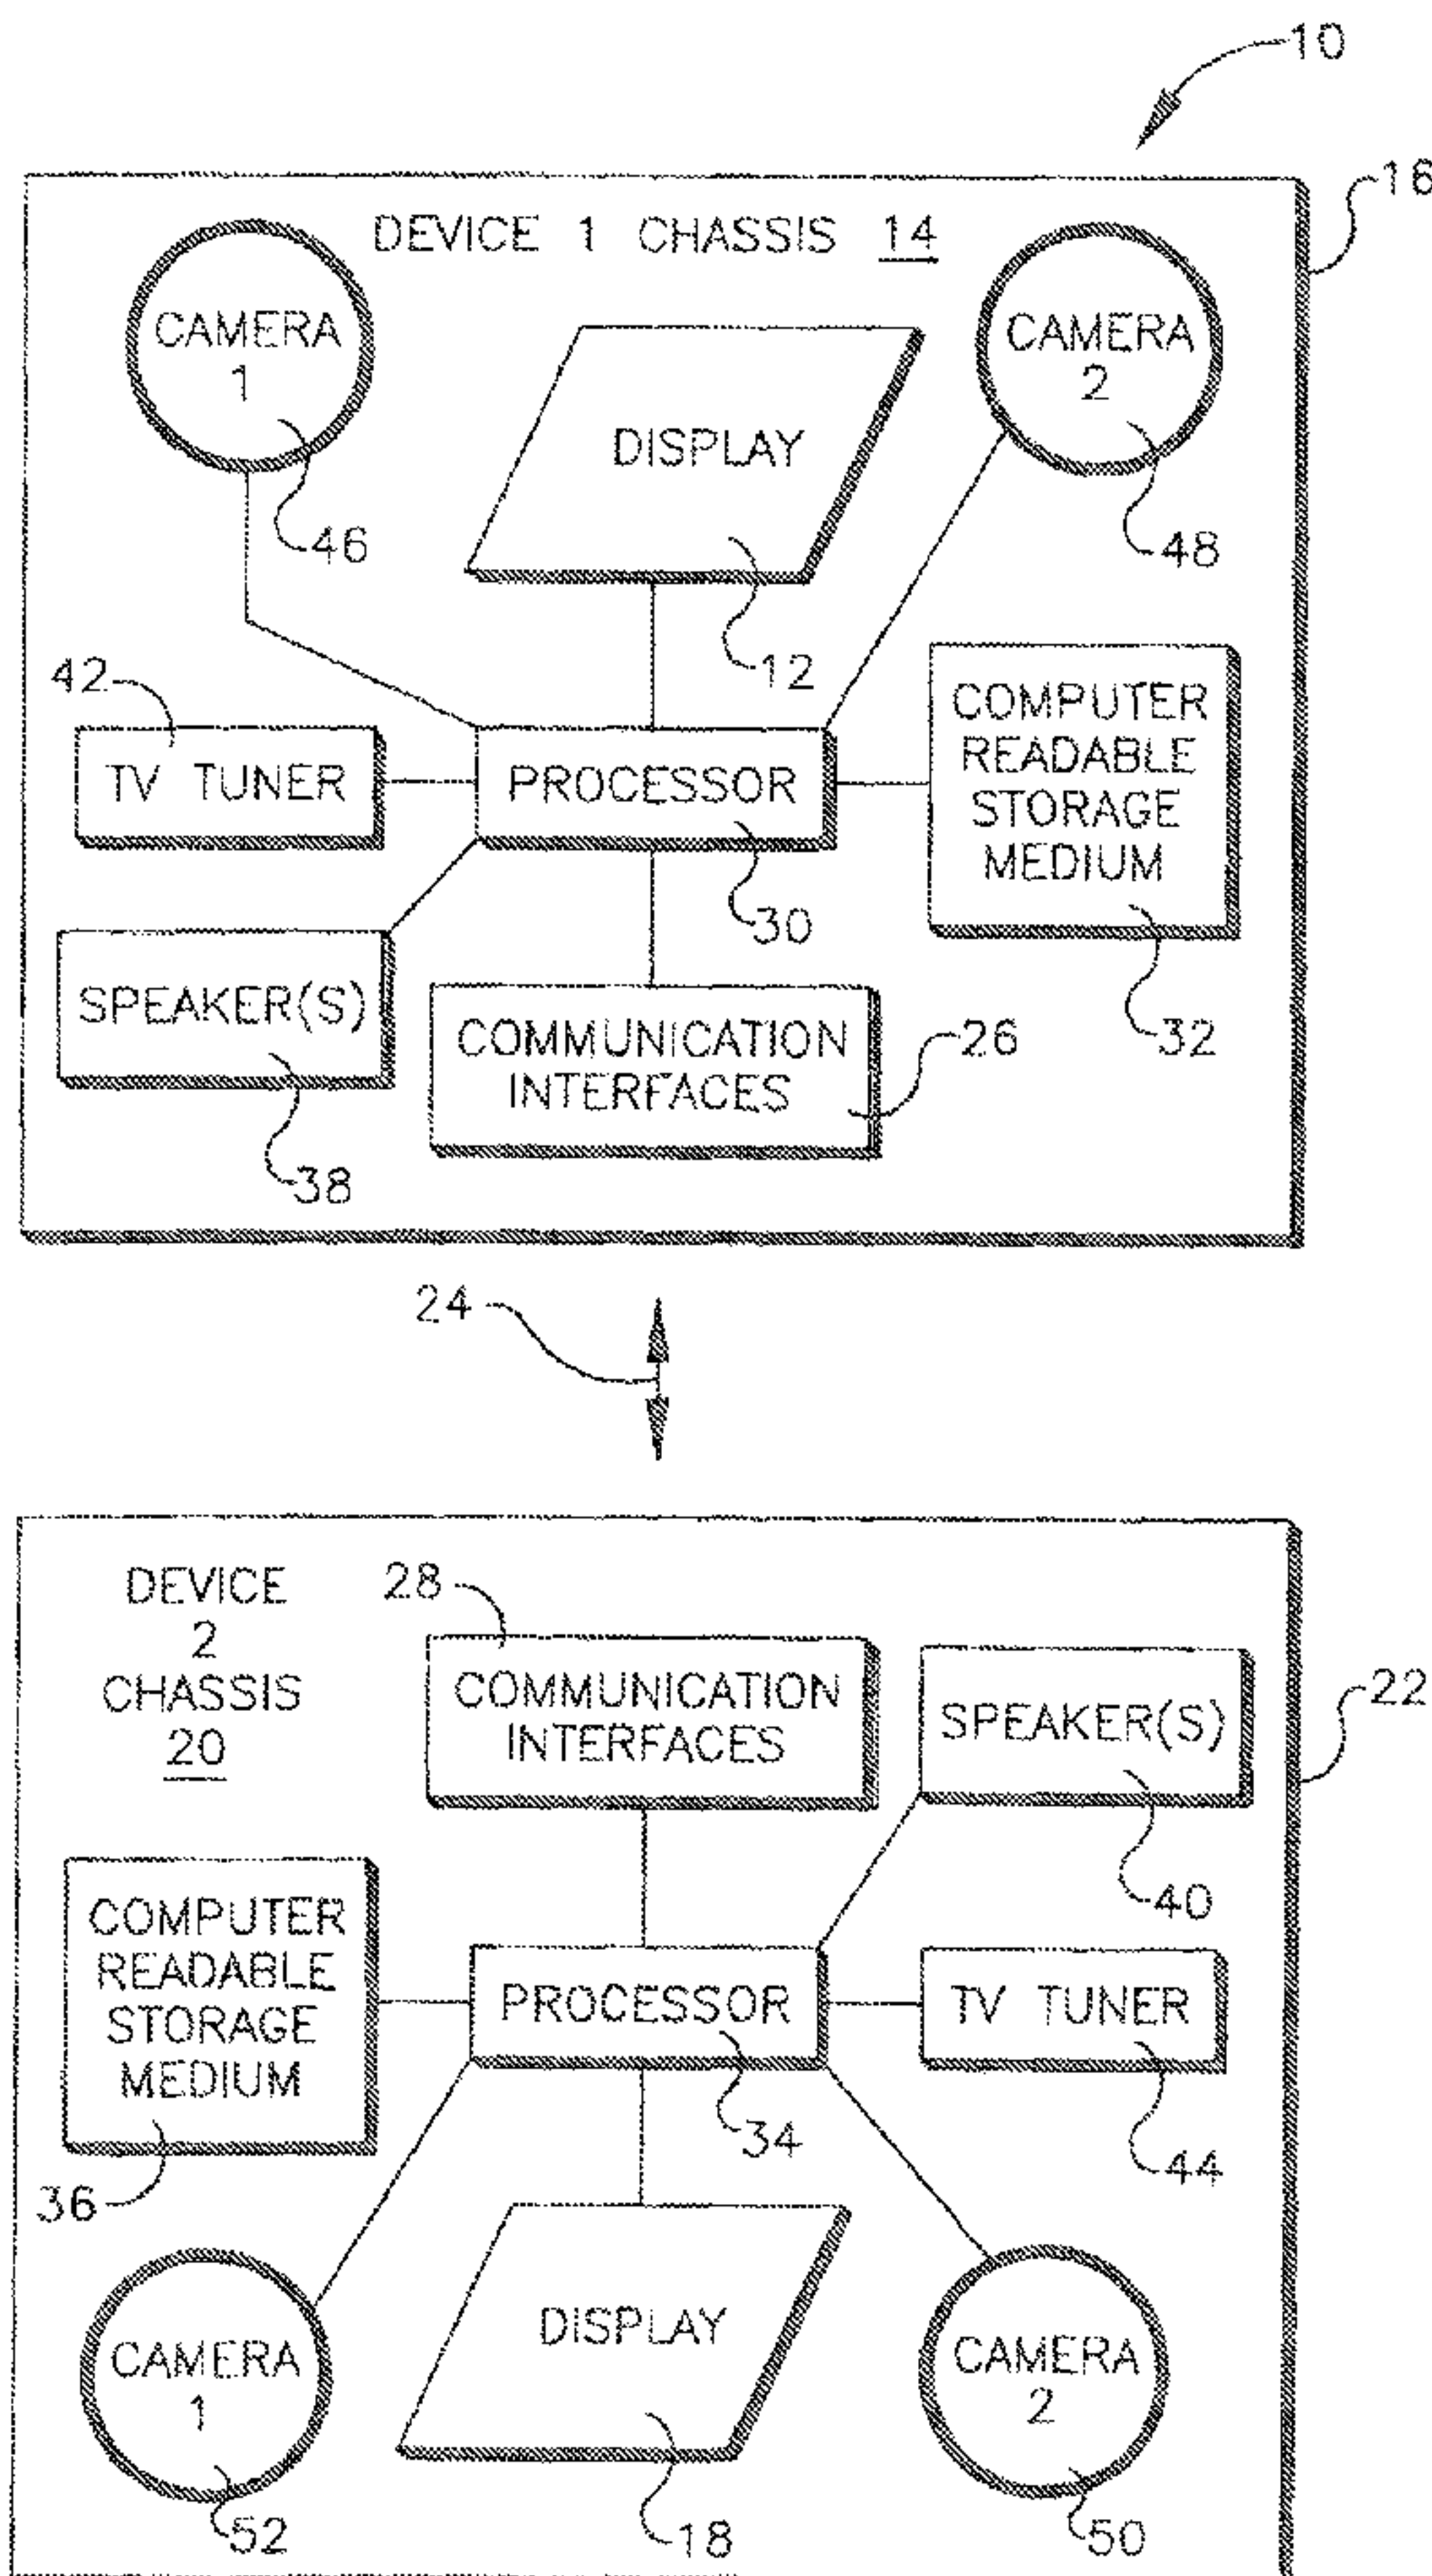 10
16
DEVICE 1 CHASSIS 14
CAMERA
1
46
DISPLAY
12
CAMERA
2
48
42
TV TUNER
PROCESSOR
30
COMPUTER
READABLE
STORAGE
MEDIUM
32
SPEAKER(S)
38
COMMUNICATION
INTERFACES
26
24
DEVICE
2
CHASSIS
20
28
COMMUNICATION
INTERFACES
SPEAKER(S)
40
22
COMPUTER
READABLE
STORAGE
MEDIUM
36
PROCESSOR
34
TV TUNER
44
CAMERA
1
52
DISPLAY
18
CAMERA
2
50